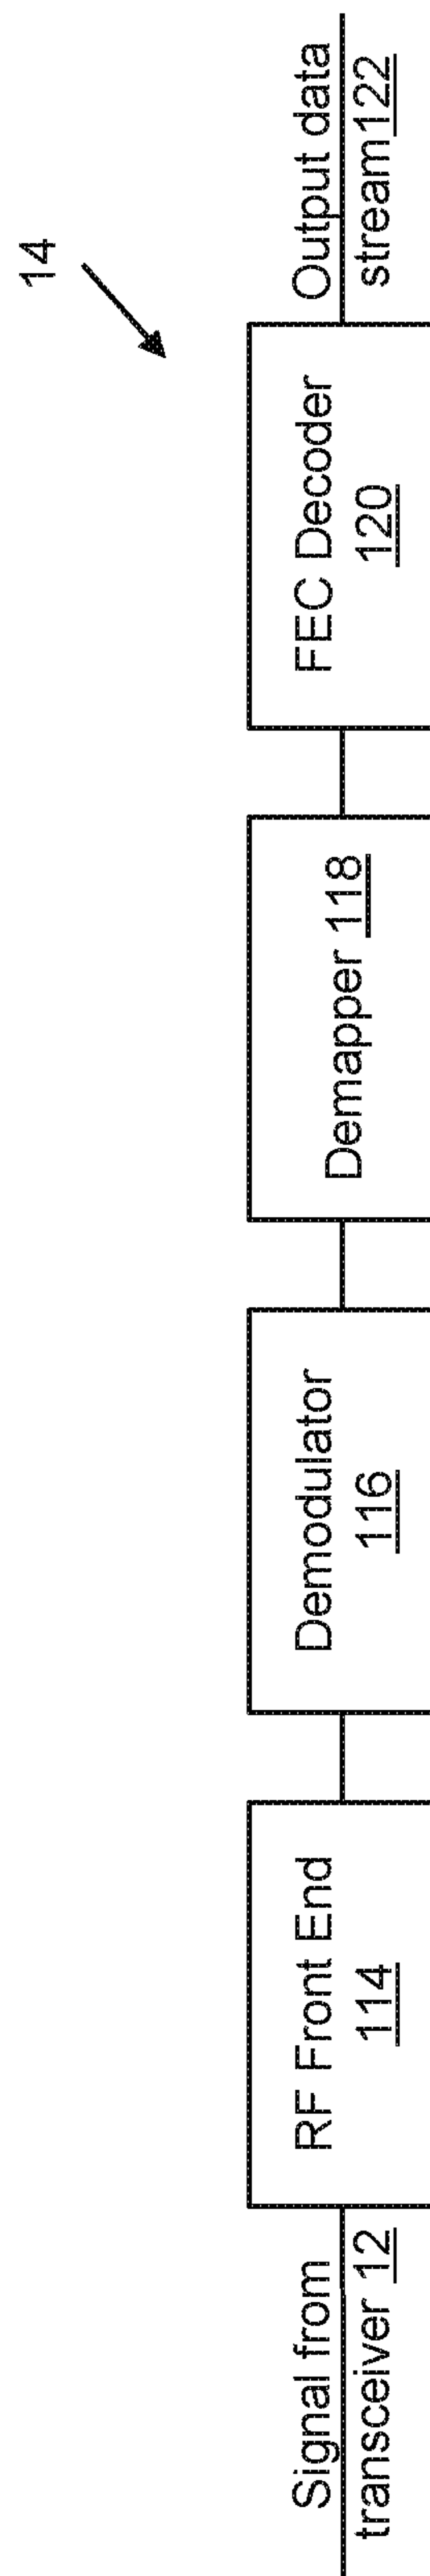 14
Signal from
transceiver 12
RF Front End
114
Demodulator
116
Demapper 118
FEC Decoder
120
Output data
stream122